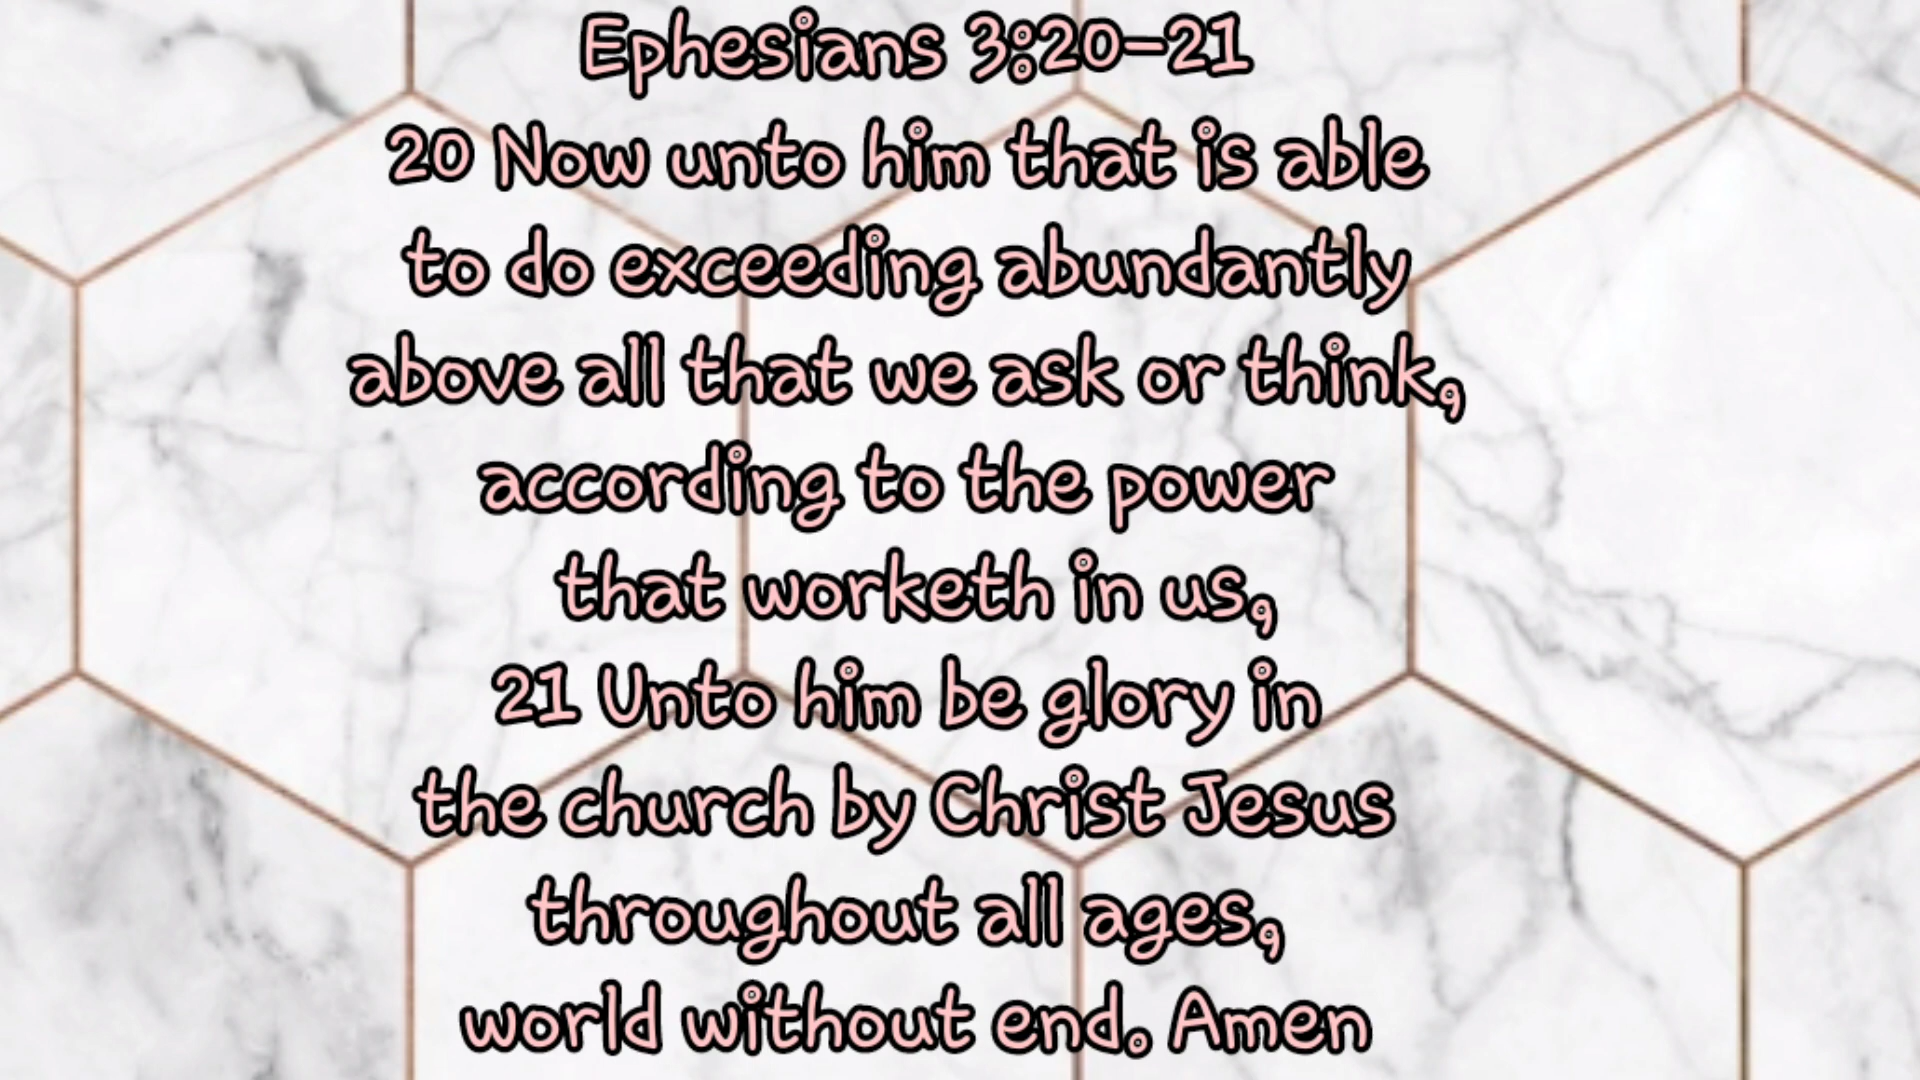 Ephesians 3:20-21
20 Now unto him that is able
to do exceeding abundantly
above all that we ask or think,
according to the power
that worketh in us,
21 Unto him be glory in
the church by Christ Jesus
throughout all ages,
world without end. Amen